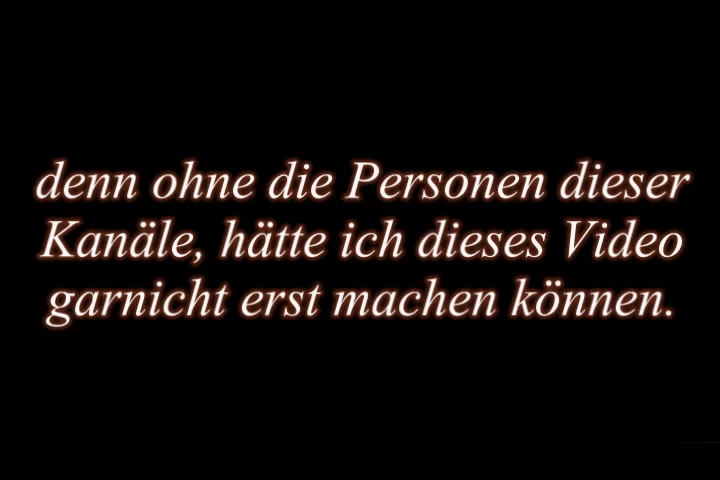 denn ohne die Personen dieser
Kanäle, hätte ich dieses Video
garnicht erst machen können.